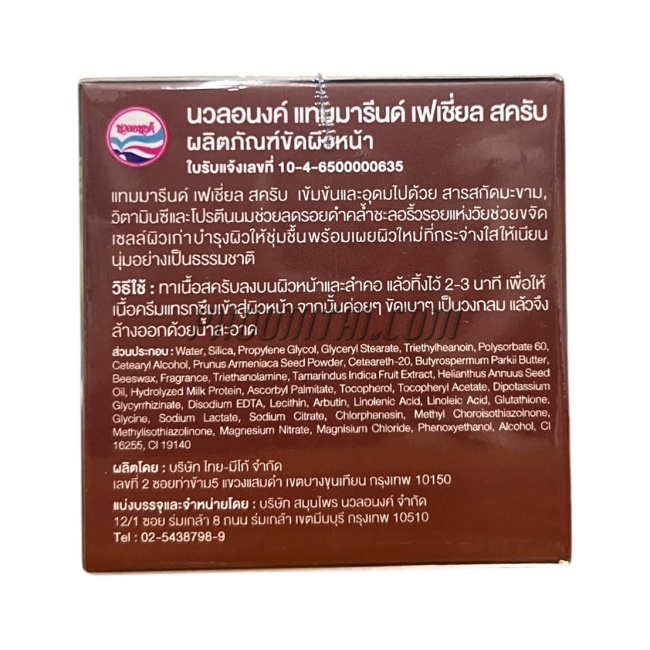 นวลอนงค์
นวลอนงค์ แทมมารีนด์ เฟเชี่ยล สครับ
ผลิตภัณฑ์ขัดผิวหน้า
ใบรับแจ้งเลขที่ 10-4-6500000635
แทมมารีนด์ เฟเชี่ยล สครับ เข้มข้นและอุดมไปด้วย สารสกัดมะขาม,
วิตามินซีและโปรตีนนมช่วยลดรอยดำคล้ำชะลอริ้วรอยแห่งวัยช่วยขจัด
เซลล์ผิวเก่าบำรุงผิวให้ชุ่มชื้นพร้อมเผยผิวใหม่ที่กระจ่างใสให้เนียน
นุ่มอย่างเป็นธรรมชาติ
วิธีใช้ : ทาเนื้อสครับลงบนผิวหน้าและลำคอ แล้วทิ้งไว้ 2-3 นาที เพื่อให้
เนื้อครีมแทรกซึมเข้าสู่ผิวหน้า จากนั้นค่อยๆ ขัดเบาๆ เป็นวงกลม แล้วจึง
ล้างออกด้วยน้ำสะอาด
ส่วนประกอบ : Water, Silica, Propylene Glycol, Glyceryl Stearate, Triethylheanoin, Polysorbate 60,
Cetearyl Alcohol, Prunus Armeniaca Seed Powder, Ceteareth-20, Butyrospermum Parkii Butter,
Beeswax, Fragrance, Triethanolamine, Tamarindus Indica Fruit Extract, Helianthus Annuus Seed
Oil, Hydrolyzed Milk Protein, Ascorbyl Palmitate, Tocopherol, Tocopheryl Acetate, Dipotassium
Glycyrrhizinate, Disodium EDTA, Lecithin, Arbutin, Linolenic Acid, Linoleic Acid, Glutathione,
Glycine, Sodium Lactate, Sodium Citrate, Chlorphenesin, Methyl Choroisothiazoinone,
Methylisothiazolinone, Magnesium Nitrate, Magnisium Chloride, Phenoxyethanol, Alcohol, CI
16255, CI 19140
ผลิตโดย : บริษัท ไทย-มีโก้ จำกัด
เลขที่ 2 ซอยท่าข้าม5 แขวงแสมดำ เขตบางขุนเทียน กรุงเทพ 10150
แบ่งบรรจุและจำหน่ายโดย : บริษัท สมุนไพร นวลอนงค์ จำกัด
12/1 ซอย ร่มเกล้า 8 ถนน ร่มเกล้า เขตมีนบุรี กรุงเทพ 10510
Tel : 02-5438798-9